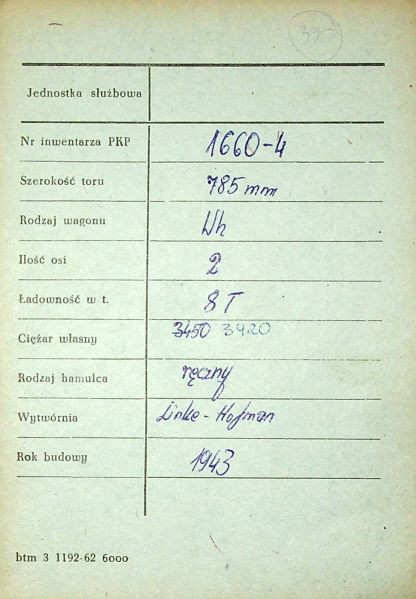 Jednostka służbowa
Nr inwentarza PKP 1660-4
Szerokość toru 785 mm
Rodzaj wagonu Wh
Ilość osi 2
Ładowność w t. 8 T
Ciężar własny 3450 3420
Rodzaj hamulca ręczny
Wytwórnia Linke-Hofman
Rok budowy 1943
btm 3 1192-62 6000